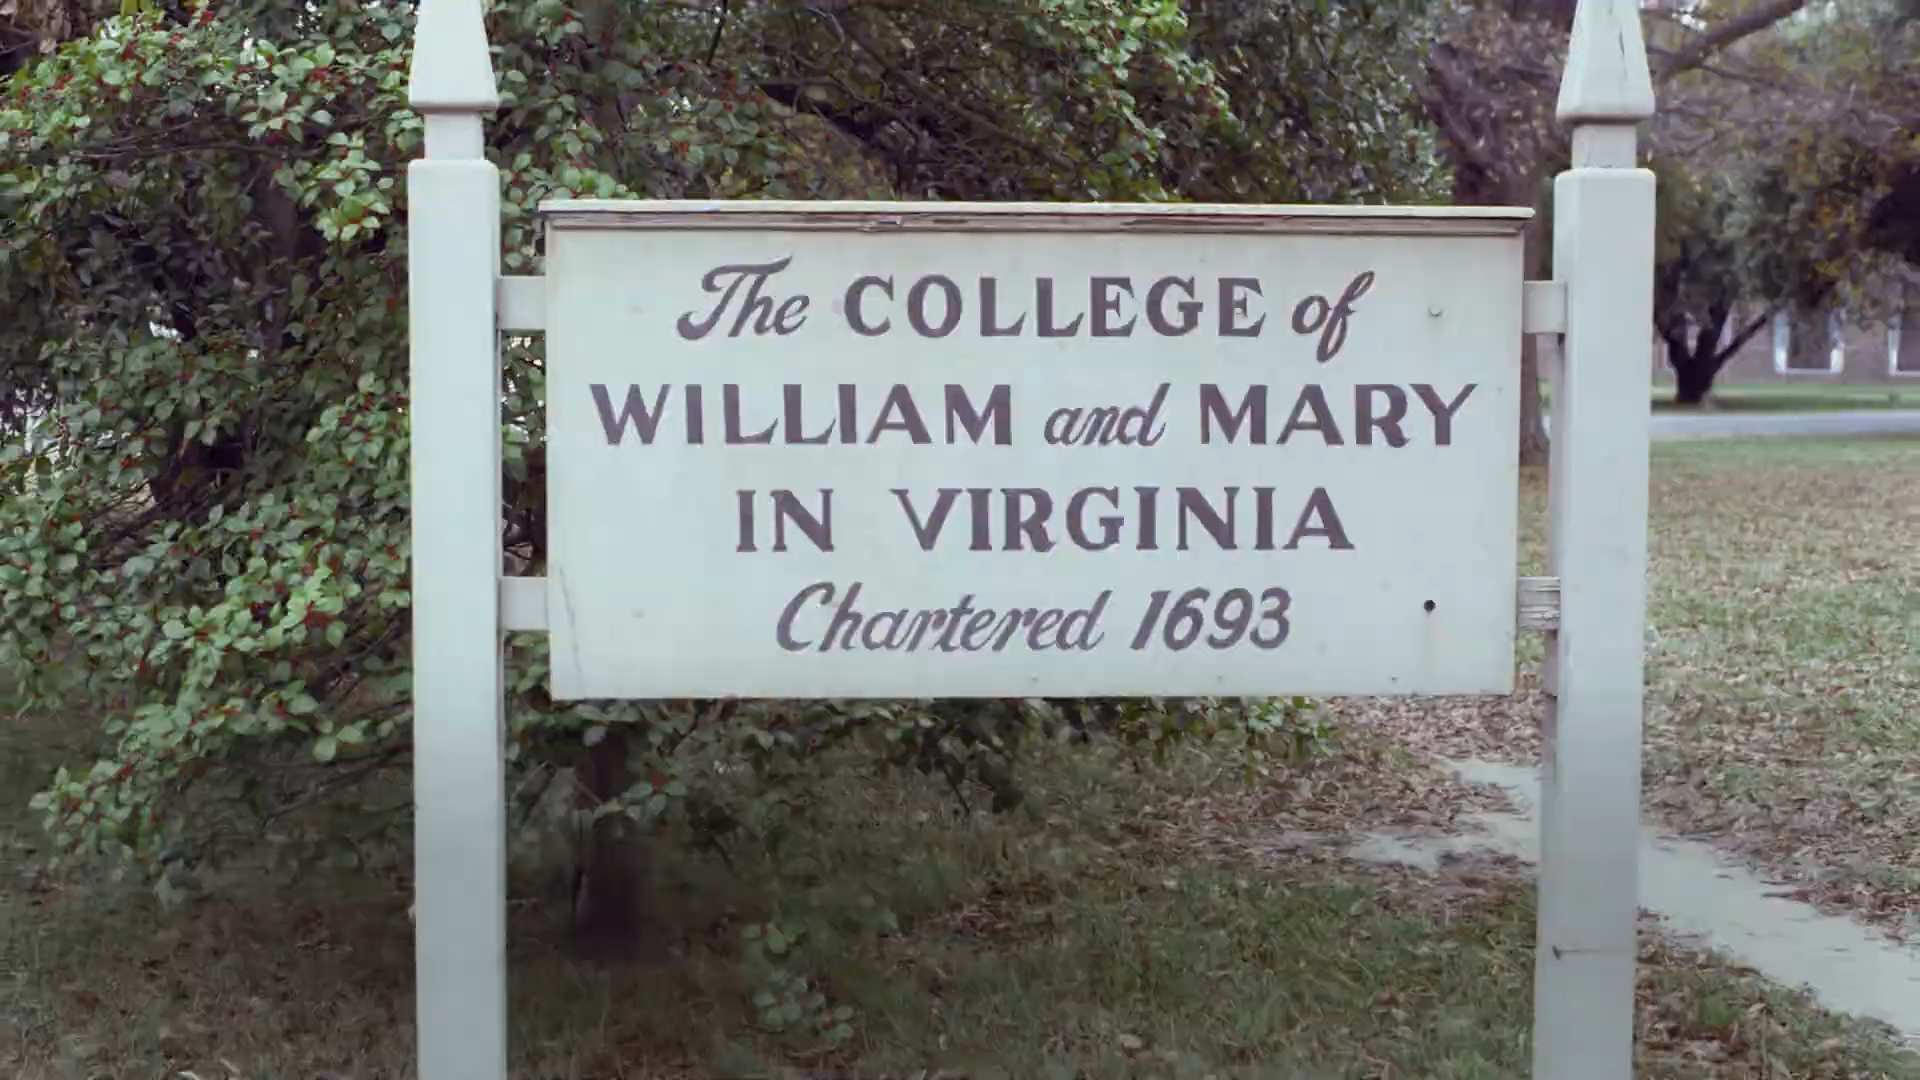 The COLLEGE of
WILLIAM and MARY
IN VIRGINIA
Chartered 1693